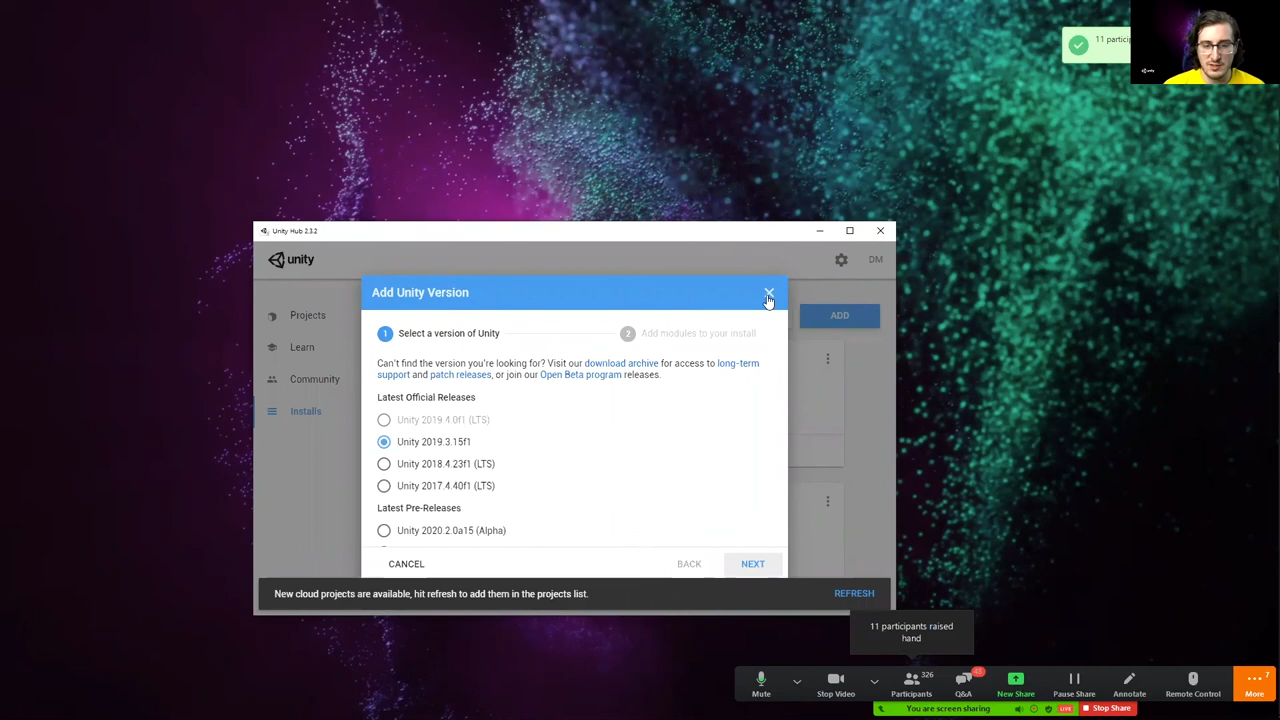 11 partici
unity
Unity Hub 2.3.2
unity
DM
Add Unity Version
Projects
Learn
Community
Installs
ADD
1 Select a version of Unity
2 Add modules to your install
Can't find the version you're looking for? Visit our download archive for access to long-term
support and patch releases, or join our Open Beta program releases.
Latest Official Releases
Unity 2019.4.0f1 (LTS)
Unity 2019.3.15f1
Unity 2018.4.23f1 (LTS)
Unity 2017.4.40f1 (LTS)
Latest Pre-Releases
Unity 2020.2.0a15 (Alpha)
CANCEL
BACK
NEXT
New cloud projects are available, hit refresh to add them in the projects list.
REFRESH
11 participants raised
hand
Mute
Stop Video
326
Participants
Q&A
New Share
Pause Share
Annotate
Remote Control
7
More
You are screen sharing
LIVE
Stop Share